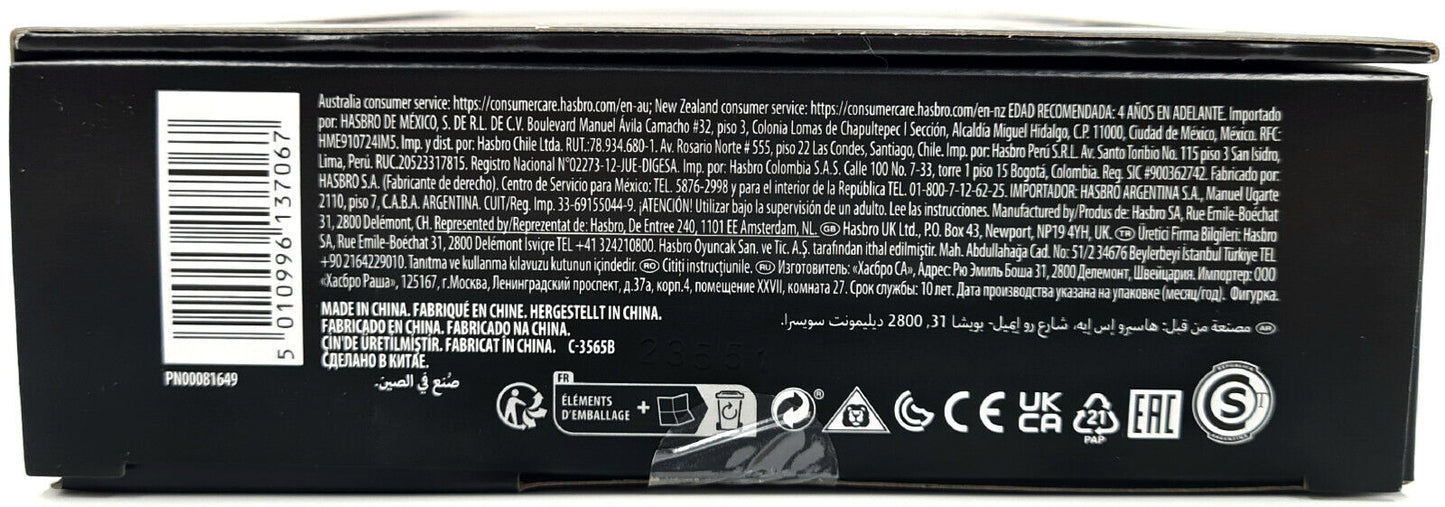 Australia consumer service: https://consumercare.hasbro.com/en-au; New Zealand consumer service: https://consumercare.hasbro.com/en-nz EDAD RECOMENDADA: 4 AÑOS EN ADELANTE. Importado
por: HASBRO DE MÉXICO, S. DE R.L. DE C.V. Boulevard Manuel Ávila Camacho #32, piso 3, Colonia Lomas de Chapultepec I Sección, Alcaldía Miguel Hidalgo, C.P. 11000, Ciudad de México, México. RFC:
HME910724IM5. Imp. y dist. por: Hasbro Chile Ltda. RUT.:78.934.680-1. Av. Rosario Norte # 555, piso 22 Las Condes, Santiago, Chile. Imp. por: Hasbro Perú S.R.L. Av. Santo Toribio No. 115 piso 3 San Isidro,
Lima, Perú. RUC.20523317815. Registro Nacional N°02273-12-JUE-DIGESA. Imp. por: Hasbro Colombia S.A.S. Calle 100 No. 7-33, torre 1 piso 15 Bogotá, Colombia. Reg. SIC #900362742. Fabricado por:
HASBRO S.A. (Fabricante de derecho). Centro de Servicio para México: TEL. 5876-2998 y para el interior de la República TEL. 01-800-7-12-62-25. IMPORTADOR: HASBRO ARGENTINA S.A., Manuel Ugarte
2110, piso 7, C.A.B.A. ARGENTINA. CUIT/Reg. Imp. 33-69155044-9. ¡ATENCIÓN! Utilizar bajo la supervisión de un adulto. Lee las instrucciones. Manufactured by/Produs de: Hasbro SA, Rue Emile-Boéchat
31, 2800 Delémont, CH. Represented by/Reprezentat de: Hasbro, De Entree 240, 1101 EE Amsterdam, NL. GB Hasbro UK Ltd., P.O. Box 43, Newport, NP19 4YH, UK. TR Üretici Firma Bilgileri: Hasbro
SA, Rue Emile-Boéchat 31, 2800 Delémont İsviçre TEL +41 324210800. Hasbro Oyuncak San. ve Tic. A.Ş. tarafından ithal edilmiştir. Mah. Abdullahağa Cad. No: 51/2 34676 Beylerbeyi İstanbul Türkiye TEL
+902164229010. Tanıtma ve kullanma kılavuzu kutunun içindedir. RO Citiți instrucțiunile. RU Изготовитель: «Хасбро СА», Адрес: Рю Эмиль Боша 31, 2800 Делемонт, Швейцария. Импортер: ООО
«Хасбро Раша», 125167, г.Москва, Ленинградский проспект, д.37а, корп.4, помещение XXVII, комната 27. Срок службы: 10 лет. Дата производства указана на упаковке (месяц/год). Фигурка.
AR مصنعة من قبل: هاسبرو إس إيه، شارع رو إيميل- بويشا 31, 2800 ديليمونت سويسرا.
MADE IN CHINA. FABRIQUÉ EN CHINE. HERGESTELLT IN CHINA.
FABRICADO EN CHINA. FABRICADO NA CHINA.
ÇİN'DE ÜRETİLMİŞTİR. FABRICAT ÎN CHINA. C-3565B
СДЕЛАНО В КИТАЕ.
صُنع في الصين.
23551
5 010996 137067
PN00081649
FR
ÉLÉMENTS
D'EMBALLAGE +
®
CE
UK
CA
21
PAP
EAC
REPUBLICA
S
ARGENTINA